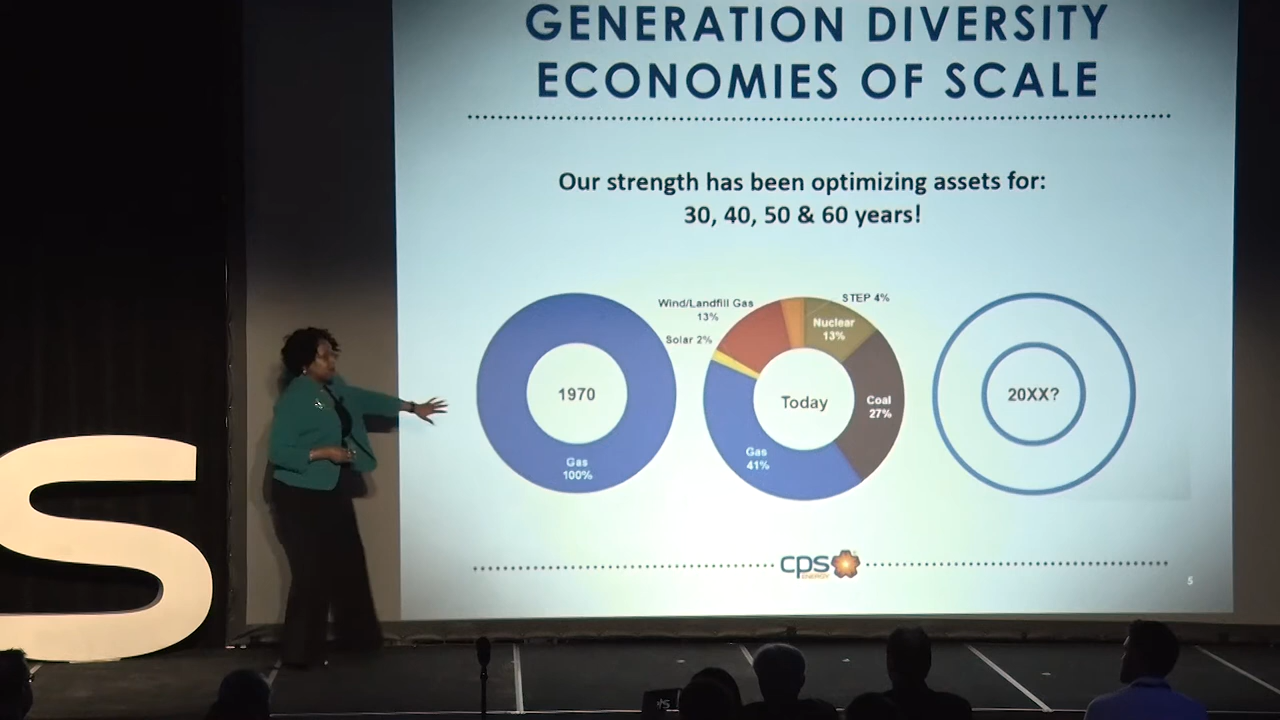 GENERATION DIVERSITY
ECONOMIES OF SCALE
Our strength has been optimizing assets for:
30, 40, 50 & 60 years!
1970
Gas
100%
Wind/Landfill Gas
13%
Solar 2%
STEP 4%
Nuclear
13%
Coal
27%
Gas
41%
Today
20XX?
cps
ENERGY
5
S